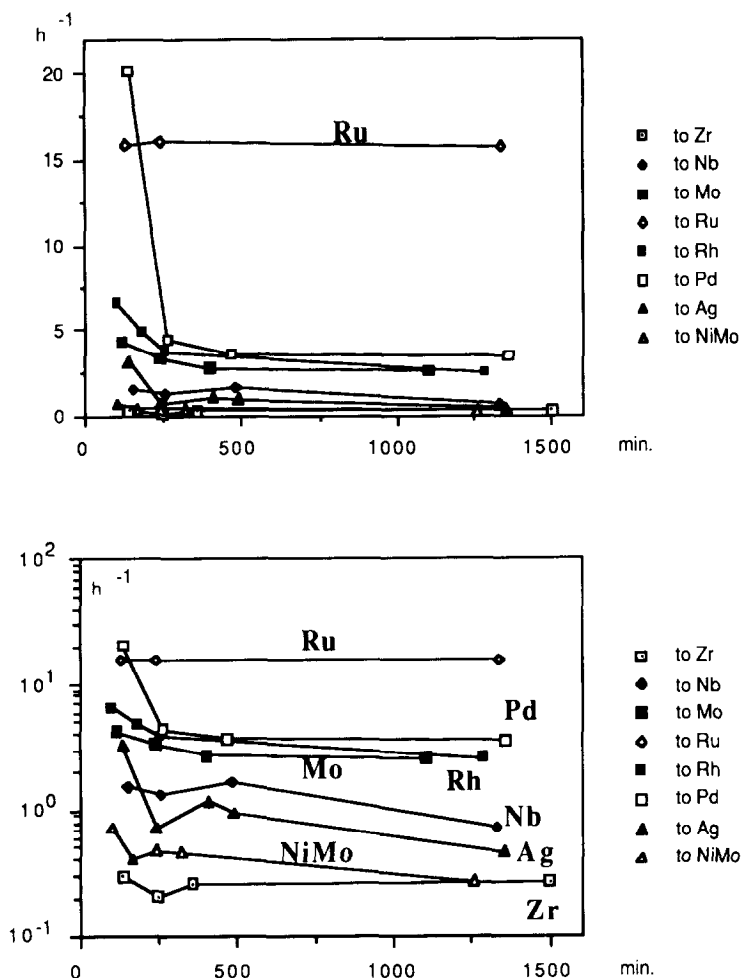 h -1
20
15
10
5
0
Ru
0
500
1000
1500
min.
to Zr
to Nb
to Mo
to Ru
to Rh
to Pd
to Ag
to NiMo
10 2
h -1
10 1
10 0
10 -1
Ru
Pd
Mo
Rh
Nb
NiMo
Ag
Zr
0
500
1000
1500
min.
to Zr
to Nb
to Mo
to Ru
to Rh
to Pd
to Ag
to NiMo